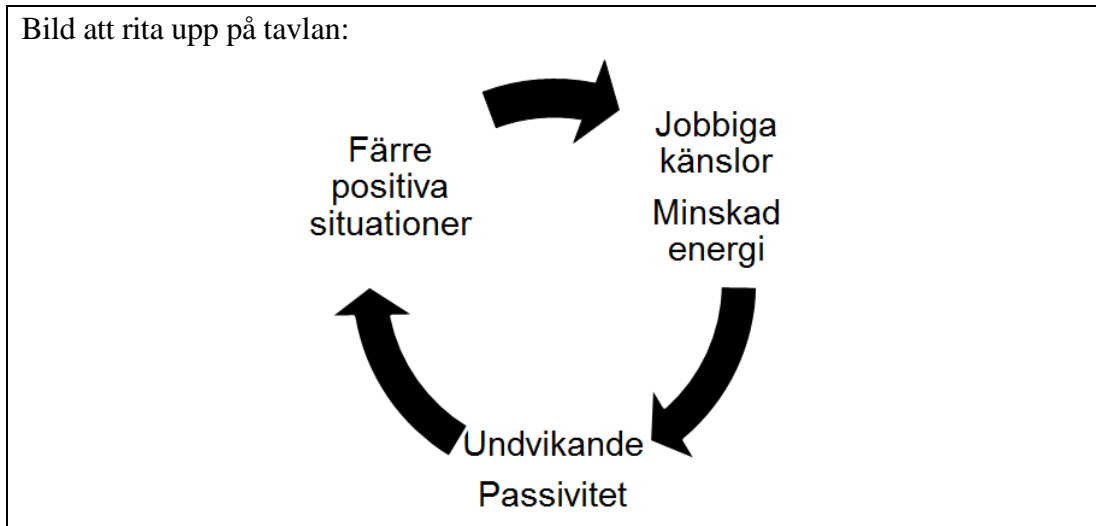 Bild att rita upp på tavlan:
Färre
positiva
situationer
Jobbiga
känslor
Minskad
energi
Undvikande
Passivitet